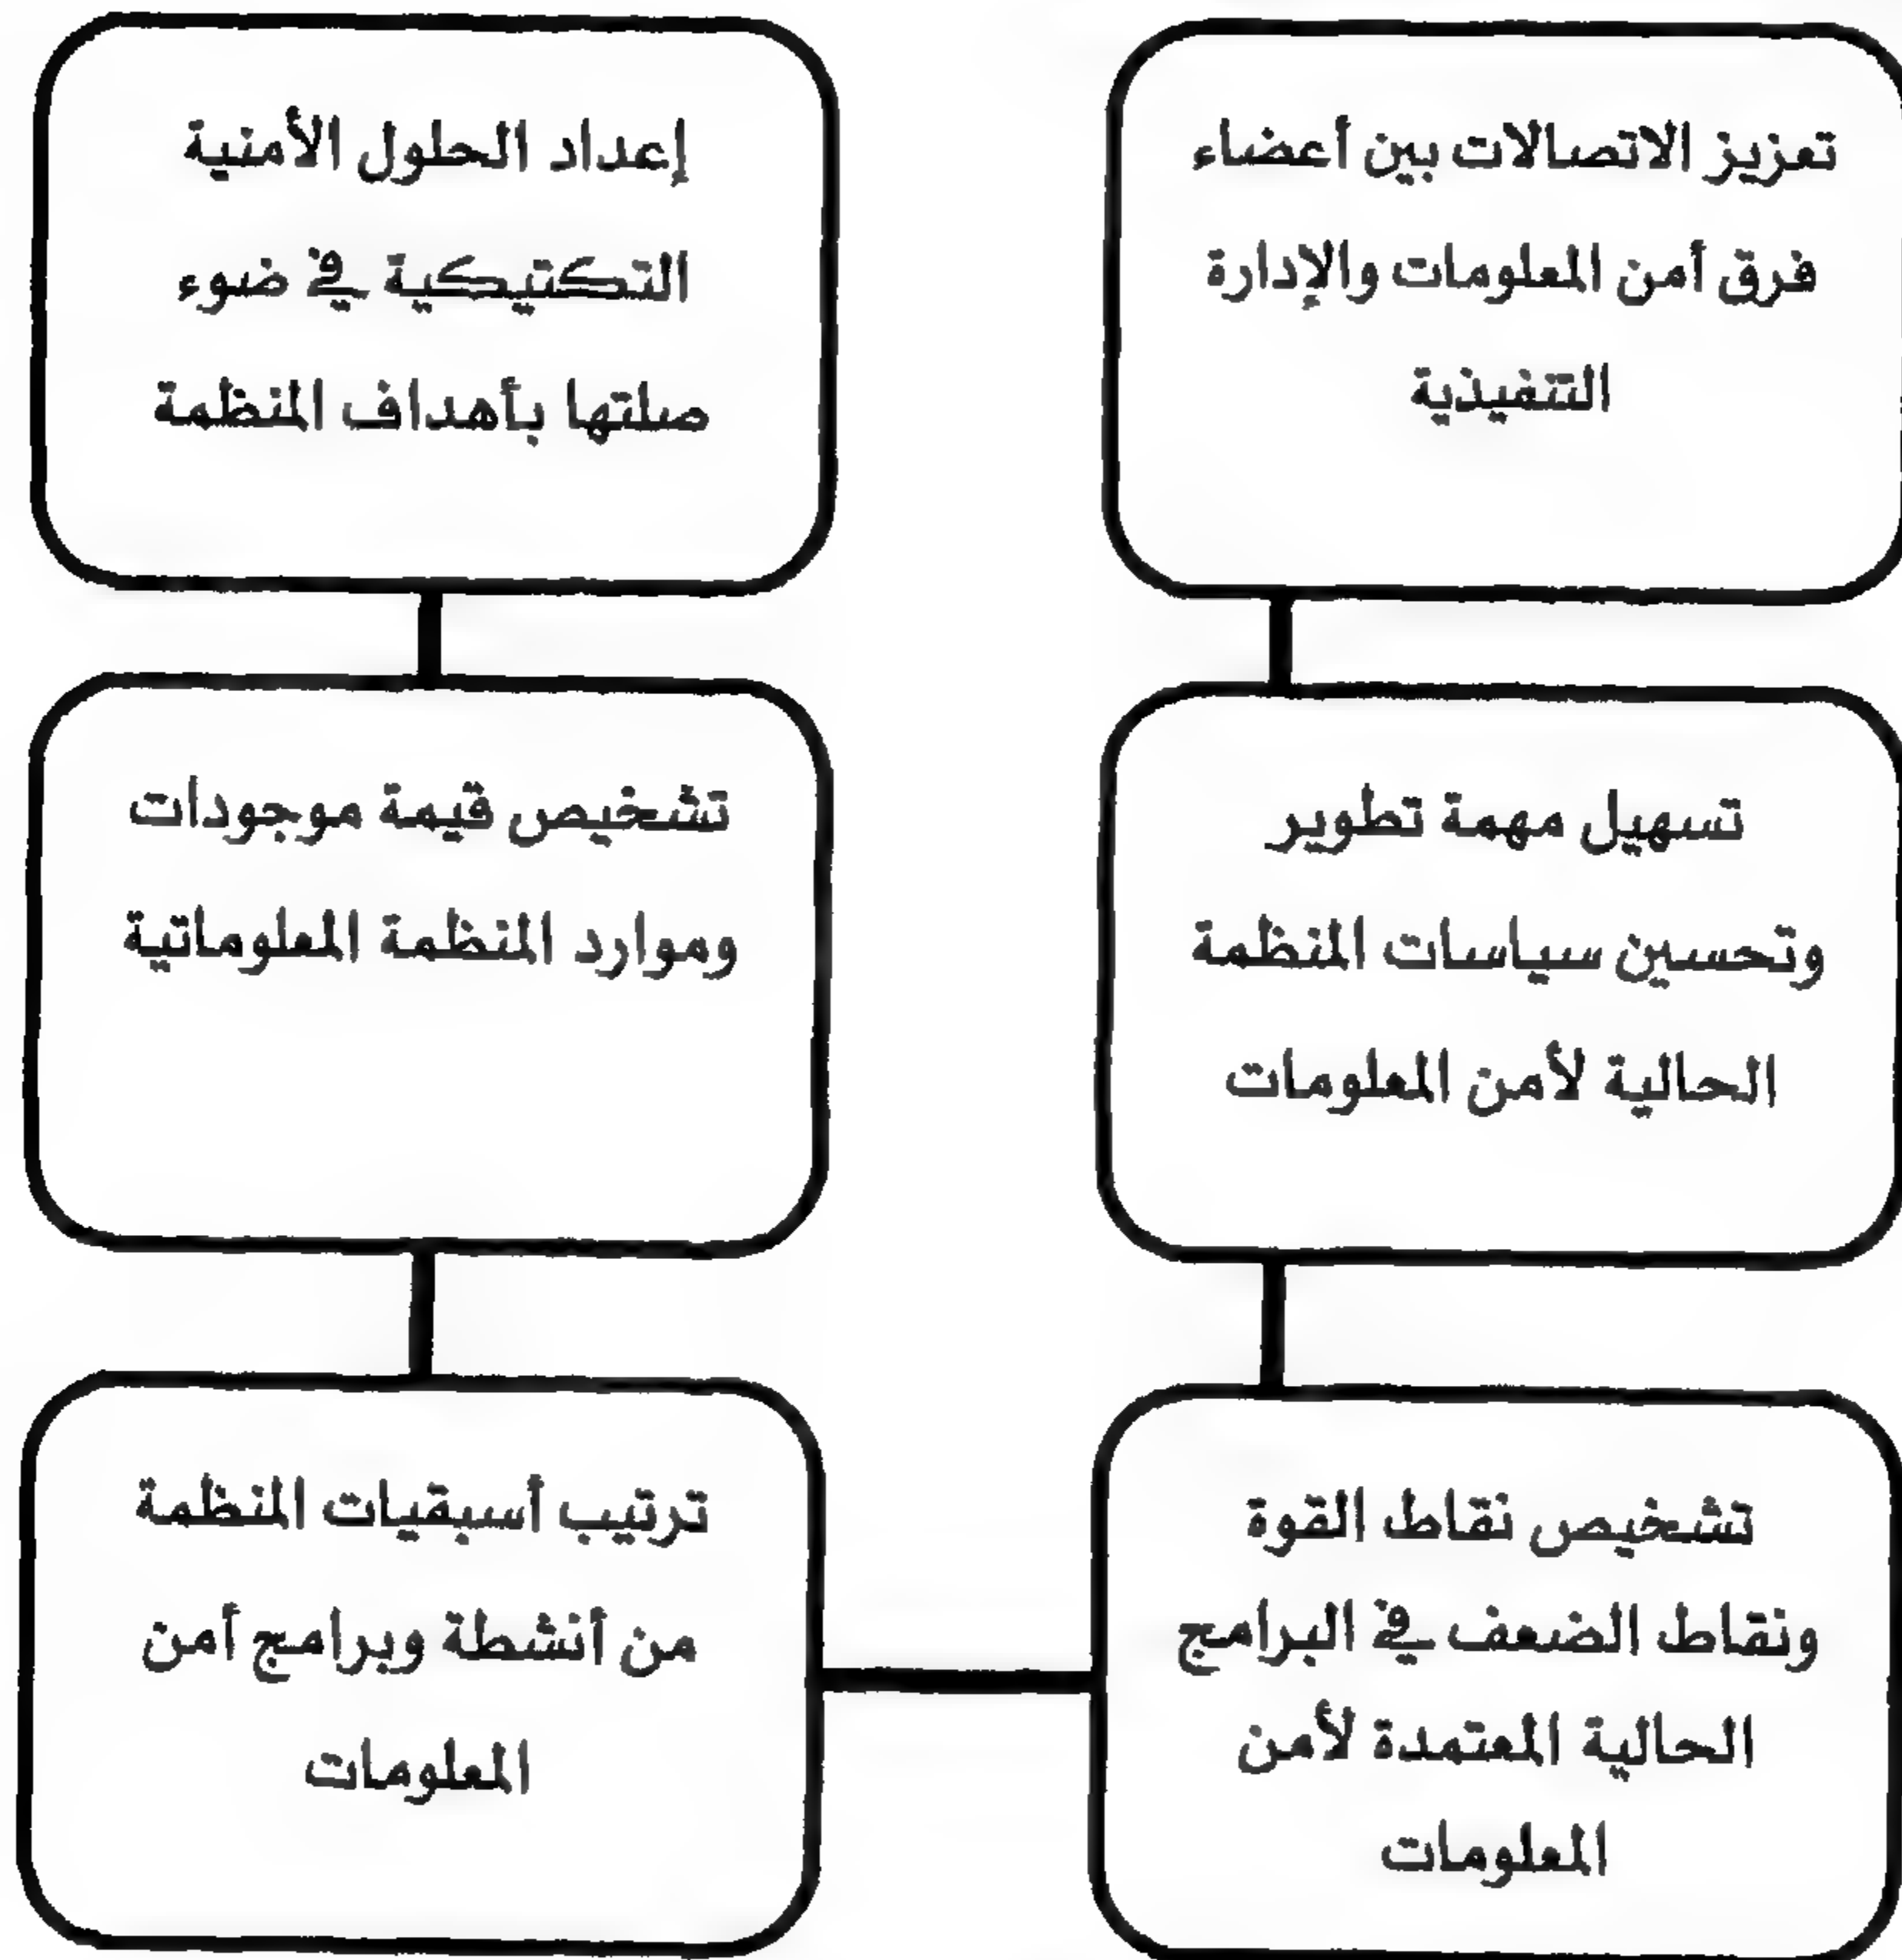 تعزيز الاتصالات بين أعضاء
فرق أمن المعلومات والإدارة
التنفيذية
تسهيل مهمة تطوير
وتحسين سياسات المنظمة
الحالية لأمن المعلومات
تشخيص نقاط القوة
ونقاط الضعف في البرامج
الحالية المعتمدة لأمن
المعلومات
إعداد الحلول الأمنية
التكتيكية في ضوء
صلتها بأهداف المنظمة
تشخيص قيمة موجودات
وموارد المنظمة المعلوماتية
ترتيب أسبقيات المنظمة
من أنشطة وبرامج أمن
المعلومات